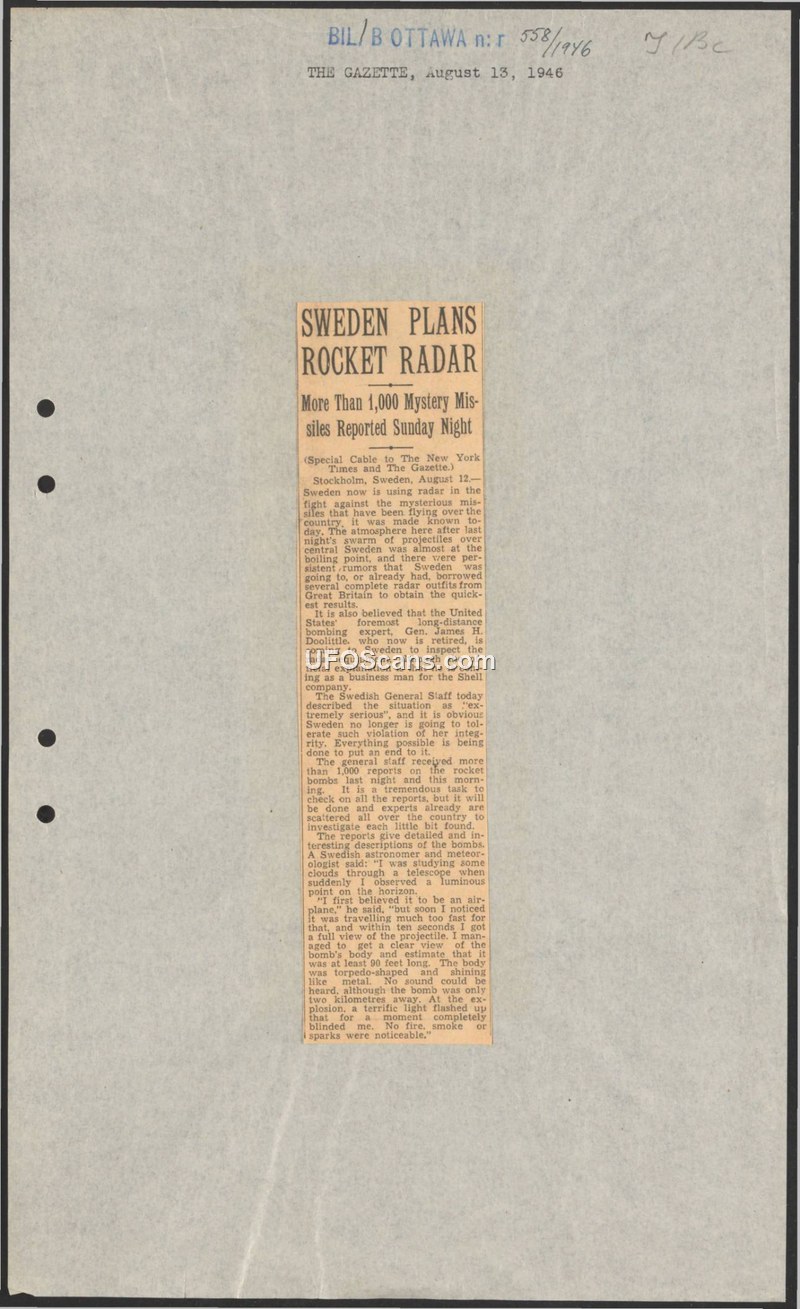 BIL/B OTTAWA n:r 558/1946
THE GAZETTE, August 13, 1946
SWEDEN PLANS
ROCKET RADAR
More Than 1,000 Mystery Mis-
siles Reported Sunday Night
(Special Cable to The New York
Times and The Gazette.)
Stockholm, Sweden, August 12.—
Sweden now is using radar in the
fight against the mysterious mis-
siles that have been flying over the
country, it was made known to-
day. The atmosphere here after last
night's swarm of projectiles over
central Sweden was almost at the
boiling point, and there were per-
sistent rumors that Sweden was
going to, or already had, borrowed
several complete radar outfits from
Great Britain to obtain the quick-
est results.
It is also believed that the United
States' foremost long-distance
bombing expert, Gen. James H.
Doolittle, who now is retired, is
to Sweden to inspect the
UFOScans.com
ing as a business man for the Shell
company.
The Swedish General Staff today
described the situation as "ex-
tremely serious", and it is obvious
Sweden no longer is going to tol-
erate such violation of her integ-
rity. Everything possible is being
done to put an end to it.
The general staff received more
than 1,000 reports on the rocket
bombs last night and this morn-
ing. It is a tremendous task to
check on all the reports, but it will
be done and experts already are
scattered all over the country to
investigate each little bit found.
The reports give detailed and in-
teresting descriptions of the bombs.
A Swedish astronomer and meteor-
ologist said: "I was studying some
clouds through a telescope when
suddenly I observed a luminous
point on the horizon.
"I first believed it to be an air-
plane," he said, "but soon I noticed
it was travelling much too fast for
that, and within ten seconds I got
a full view of the projectile. I man-
aged to get a clear view of the
bomb's body and estimate that it
was at least 90 feet long. The body
was torpedo-shaped and shining
like metal. No sound could be
heard, although the bomb was only
two kilometres away. At the ex-
plosion, a terrific light flashed up
that for a moment completely
blinded me. No fire, smoke or
sparks were noticeable."